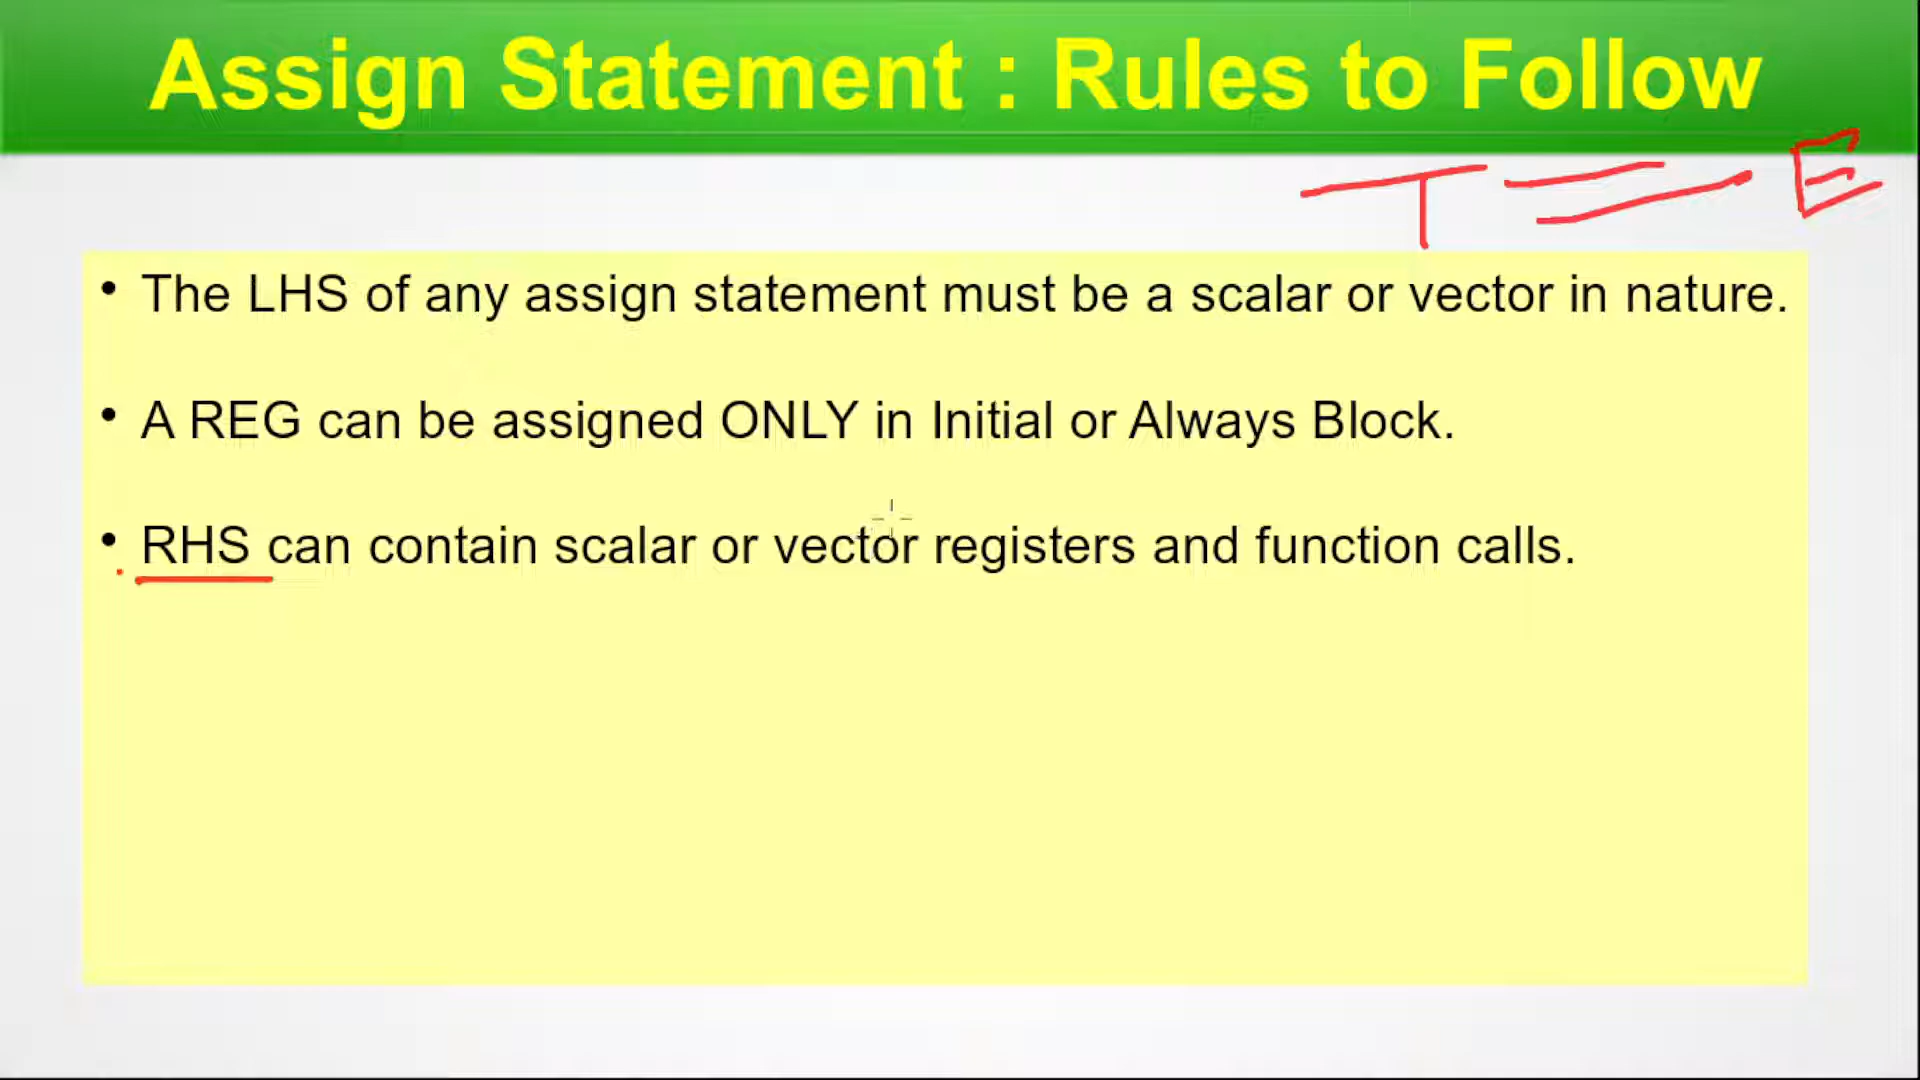 Assign Statement : Rules to Follow
T = E
• The LHS of any assign statement must be a scalar or vector in nature.
• A REG can be assigned ONLY in Initial or Always Block.
• RHS can contain scalar or vector registers and function calls.